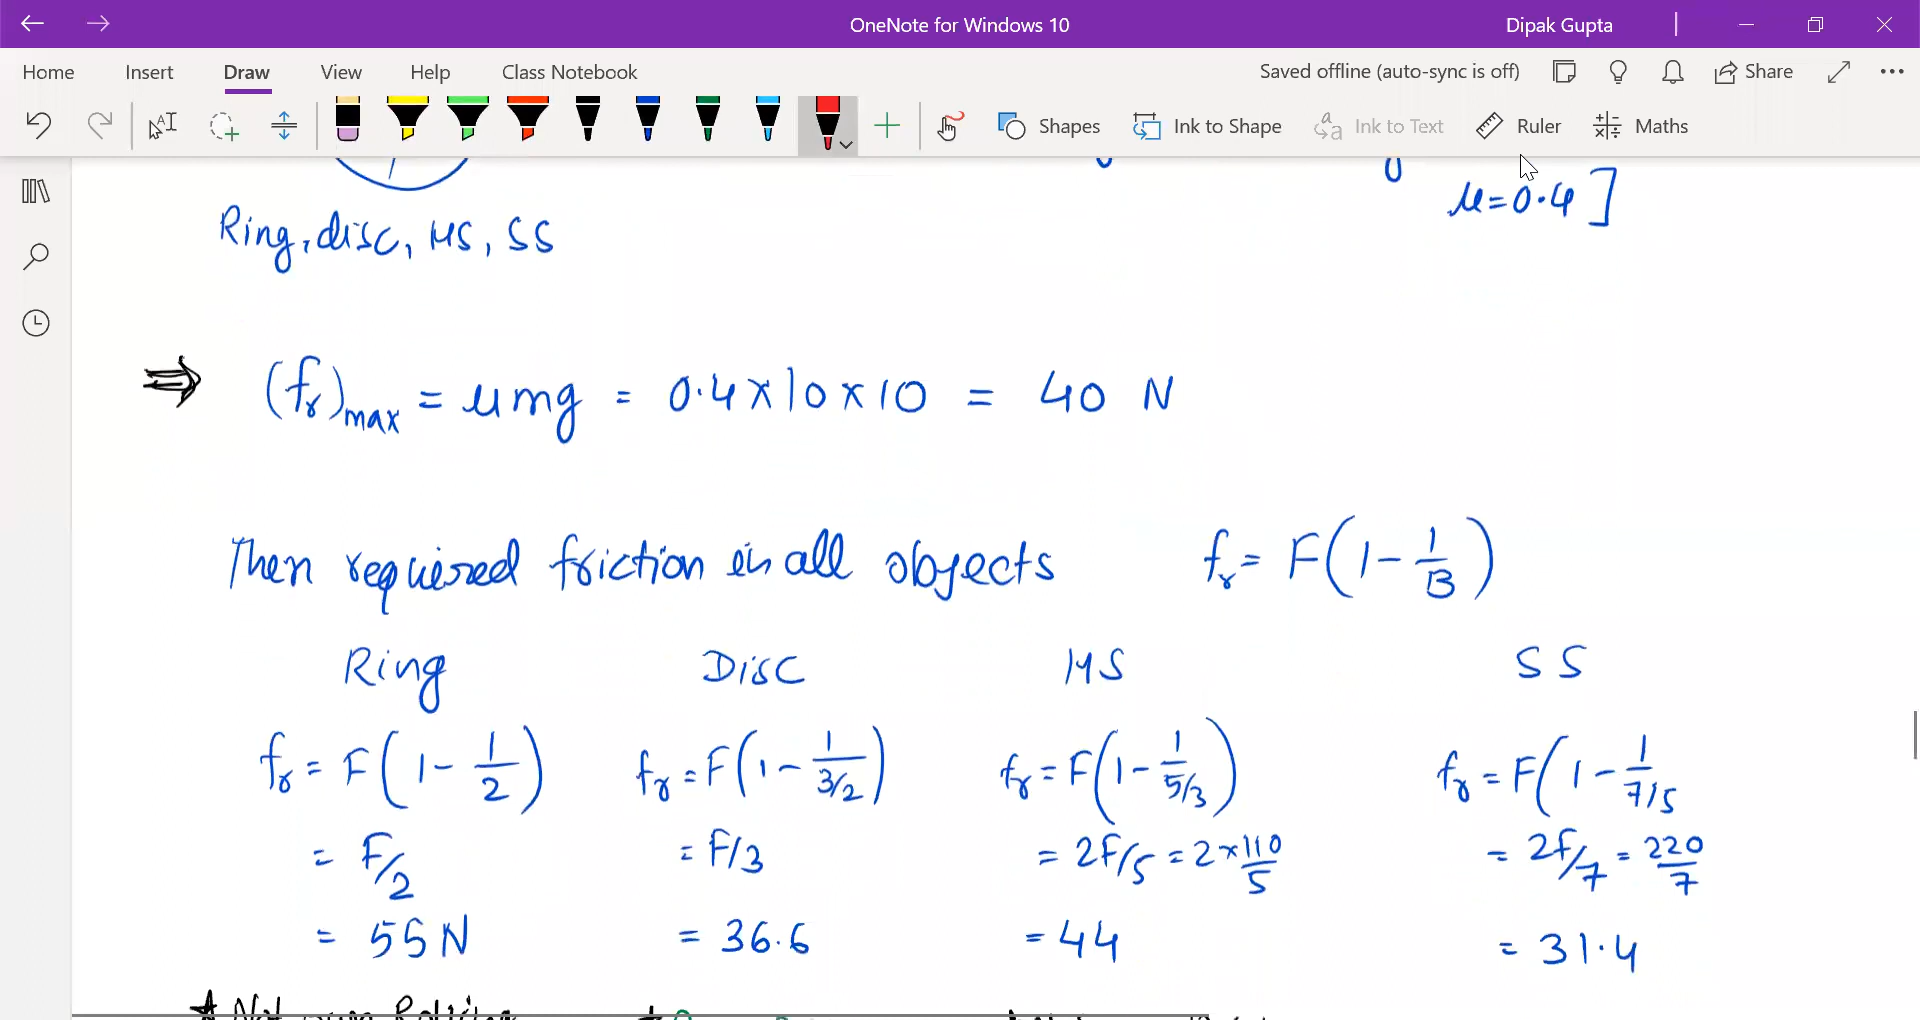 OneNote for Windows 10 Dipak Gupta
Home Insert Draw View Help Class Notebook Saved offline (auto-sync is off) Share
Shapes Ink to Shape Ink to Text Ruler Maths
μ=0.4 ]
Ring, disc, HS, SS
⇒ (fr)max = μmg = 0.4×10×10 = 40 N
Then required friction in all objects fr = F(1-1/B)
Ring Disc HS SS
fr = F(1-1/2) fr = F(1-1/(3/2)) fr = F(1-1/(5/3)) fr = F(1-1/(7/5)
= F/2 = F/3 = 2F/5 = 2×110/5 = 2F/7 = 220/7
= 55N = 36.6 = 44 = 31.4